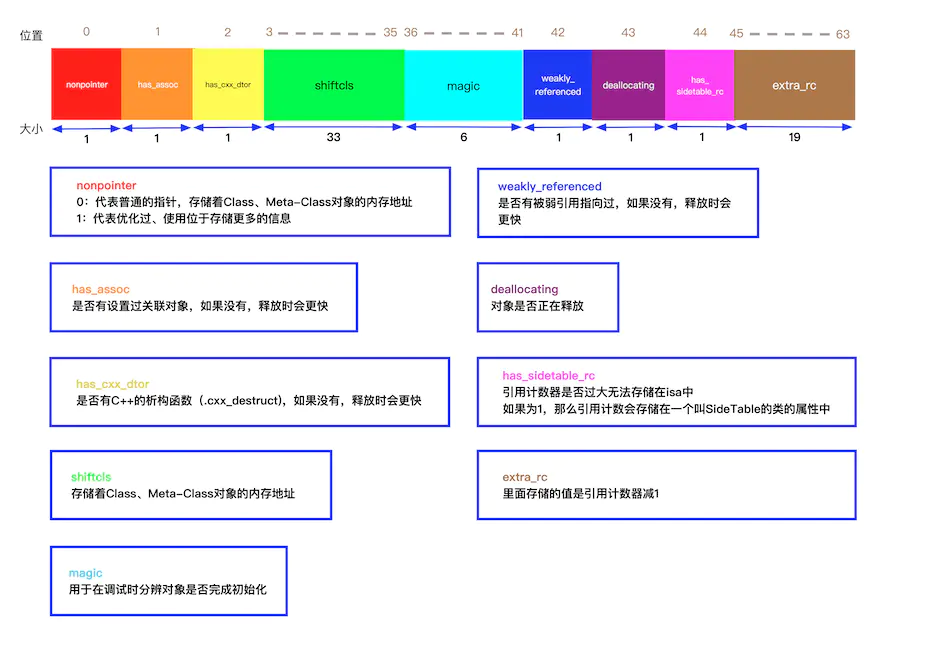 位置 0 1 2 3 35 36 41 42 43 44 45 63
nonpointer has_assoc has_cxx_dtor shiftcls magic weakly_ referenced deallocating has_ sidetable_rc extra_rc
大小 1 1 1 33 6 1 1 1 19
nonpointer
0：代表普通的指针，存储着Class、Meta-Class对象的内存地址
1：代表优化过、使用位于存储更多的信息
weakly_referenced
是否有被弱引用指向过，如果没有，释放时会
更快
has_assoc
是否有设置过关联对象，如果没有，释放时会更快
deallocating
对象是否正在释放
has_cxx_dtor
是否有C++的析构函数（.cxx_destruct)，如果没有，释放时会更快
has_sidetable_rc
引用计数器是否过大无法存储在isa中
如果为1，那么引用计数会存储在一个叫SideTable的类的属性中
shiftcls
存储着Class、Meta-Class对象的内存地址
extra_rc
里面存储的值是引用计数器减1
magic
用于在调试时分辨对象是否完成初始化